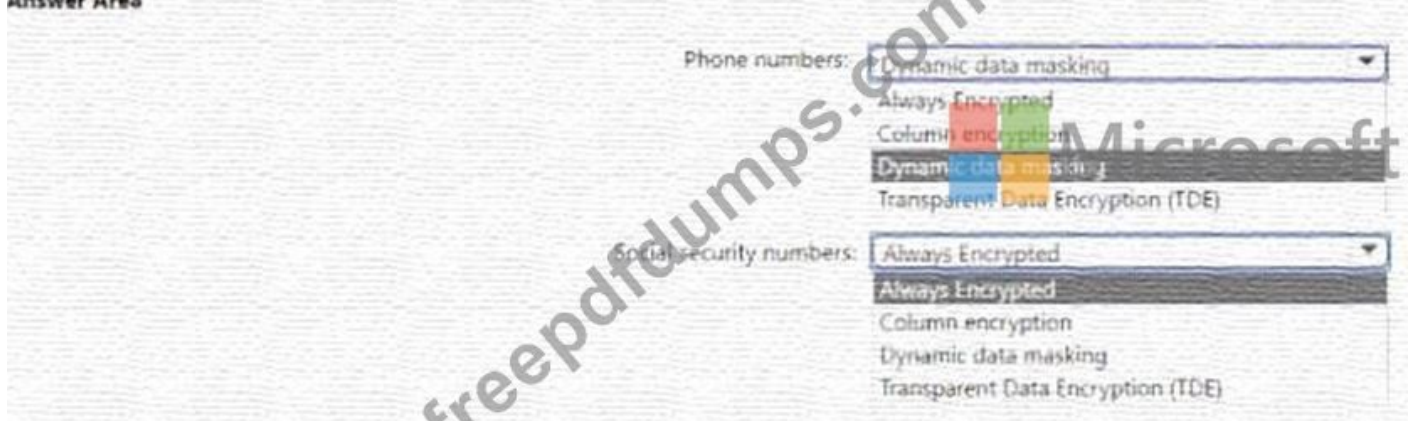 Answer Area
Phone numbers: Dynamic data masking
Always Encrypted
Column encryption
Dynamic data masking
Transparent Data Encryption (TDE)
Social security numbers: Always Encrypted
Always Encrypted
Column encryption
Dynamic data masking
Transparent Data Encryption (TDE)
Microsoft
freepdfdumps.com